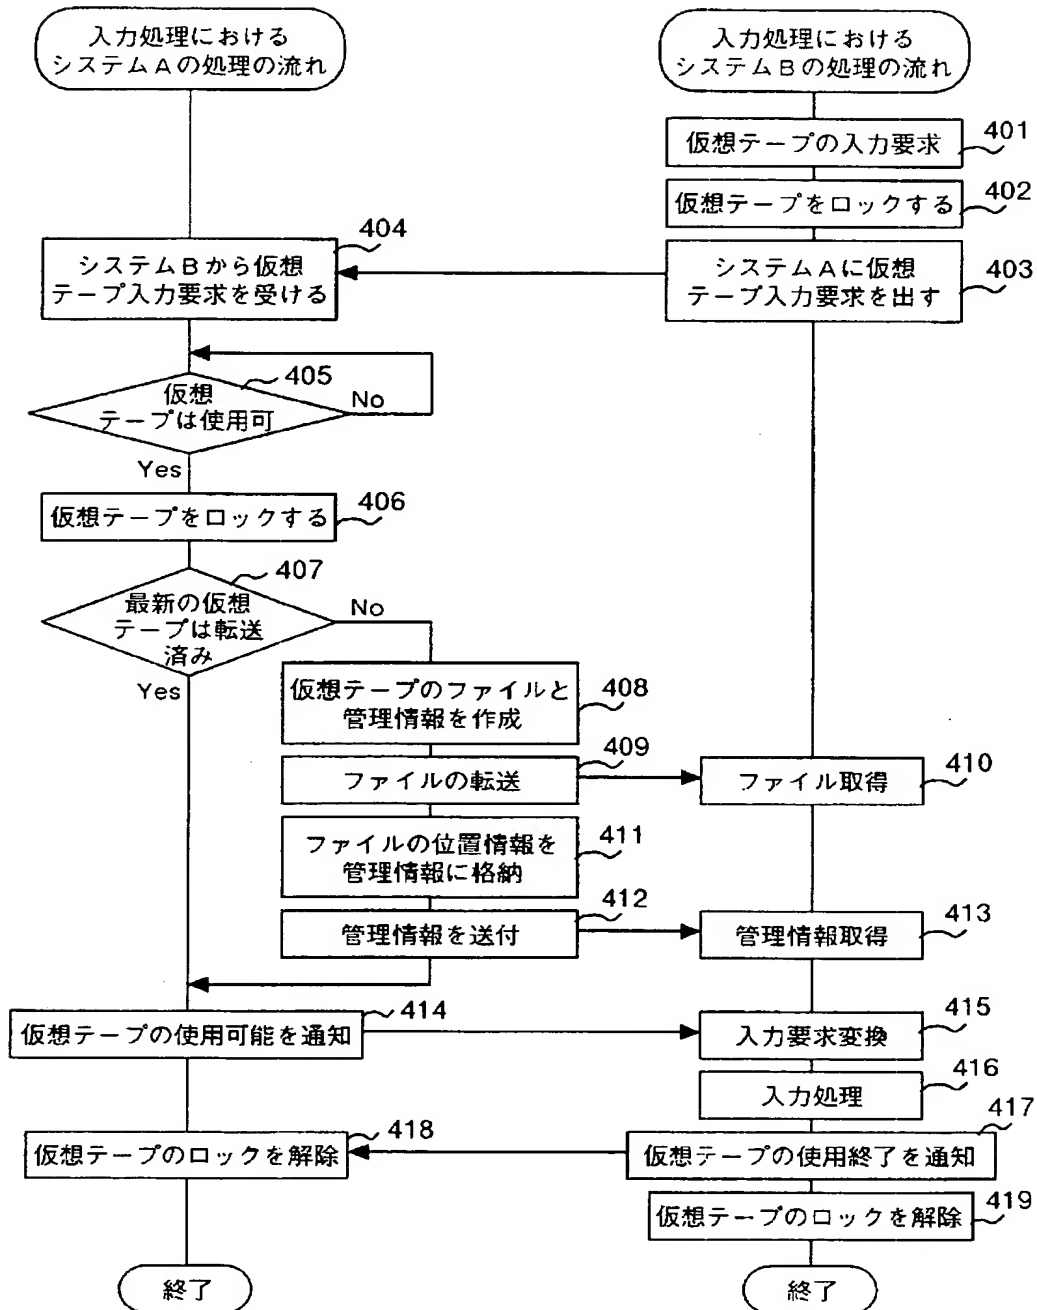 入力処理における
システムAの処理の流れ
入力処理における
システムBの処理の流れ
仮想テープの入力要求
401
仮想テープをロックする
402
システムAに仮想
テープ入力要求を出す
403
404
システムBから仮想
テープ入力要求を受ける
405
仮想
テープは使用可
No
Yes
仮想テープをロックする
406
407
最新の仮想
テープは転送
済み
No
Yes
仮想テープのファイルと
管理情報を作成
408
409
ファイルの転送
ファイル取得
410
ファイルの位置情報を
管理情報に格納
411
412
管理情報を送付
管理情報取得
413
仮想テープの使用可能を通知
414
入力要求変換
415
入力処理
416
417
仮想テープのロックを解除
418
仮想テープの使用終了を通知
仮想テープのロックを解除
419
終了
終了